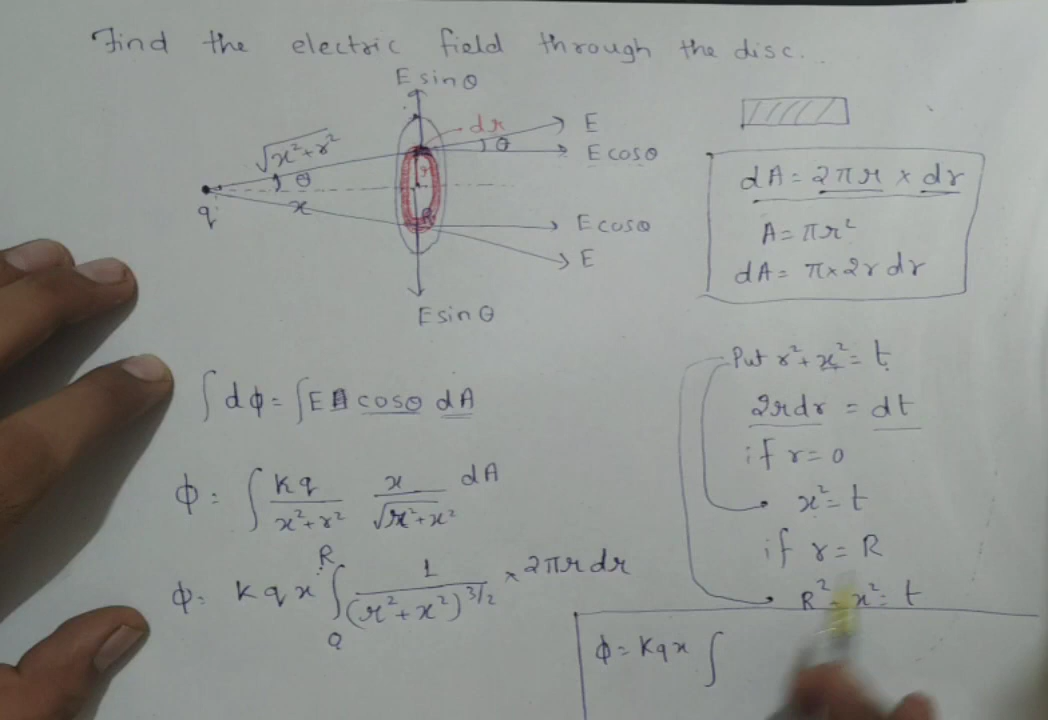 Find the electric field through the disc...
E sinθ
dr
E
θ
E cosθ
√x²+r²
θ
r
q
x
R
E cosθ
E
E sinθ
dA = 2πr × dr
A = πr²
dA = π×2r dr
∫dφ = ∫E cosθ dA
φ = ∫ Kq/x²+r² x/√r²+x² dA
φ = Kqx ∫ 0 R 1/(r²+x²)^3/2 × 2πr dr
Put r²+x² = t
2rdr = dt
if r=0
x² = t
if r=R
R² x² = t
φ = Kqx ∫